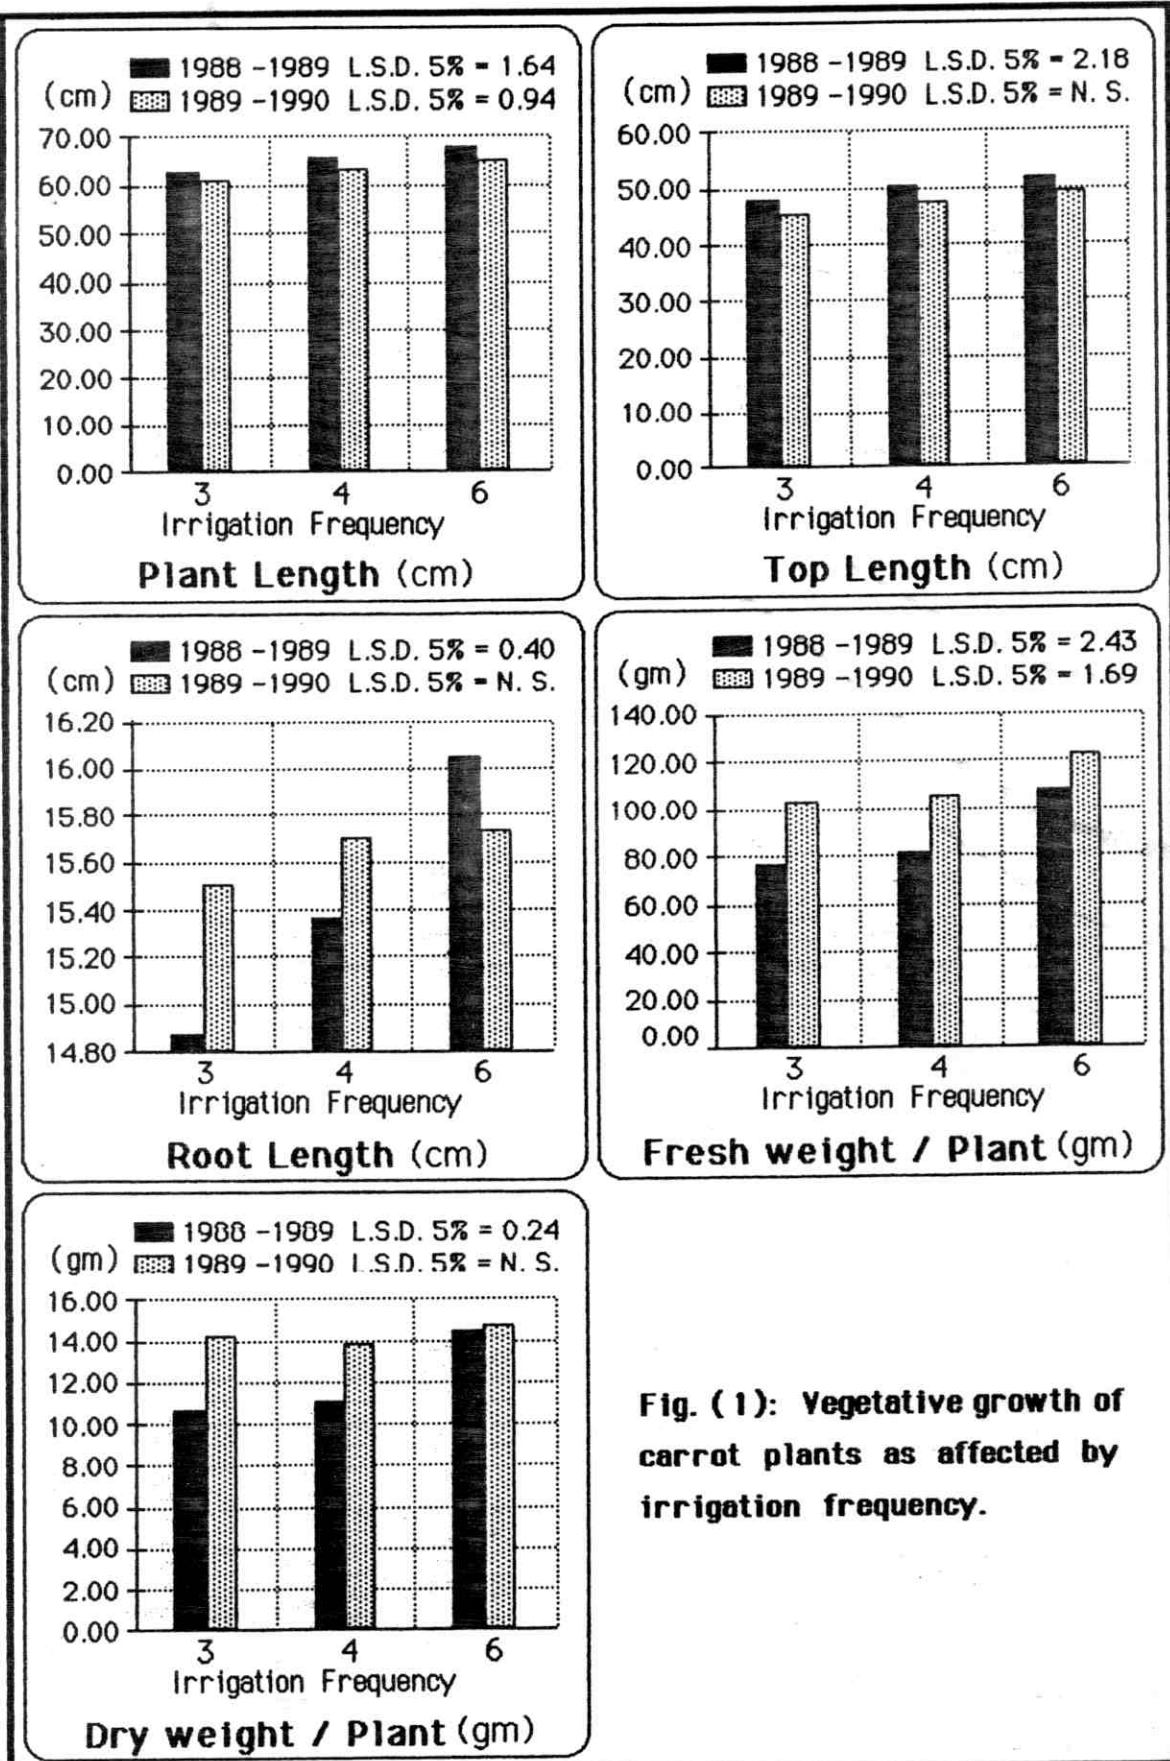 1988 -1989 L.S.D. 5% = 1.64
(cm) 1989 -1990 L.S.D. 5% = 0.94
70.00
60.00
50.00
40.00
30.00
20.00
10.00
0.00
3 4 6
Irrigation Frequency
Plant Length (cm)
1988 -1989 L.S.D. 5% = 2.18
(cm) 1989 -1990 L.S.D. 5% = N. S.
60.00
50.00
40.00
30.00
20.00
10.00
0.00
3 4 6
Irrigation Frequency
Top Length (cm)
1988 -1989 L.S.D. 5% = 0.40
(cm) 1989 -1990 L.S.D. 5% = N. S.
16.20
16.00
15.80
15.60
15.40
15.20
15.00
14.80
3 4 6
Irrigation Frequency
Root Length (cm)
1988 -1989 L.S.D. 5% = 2.43
(gm) 1989 -1990 L.S.D. 5% = 1.69
140.00
120.00
100.00
80.00
60.00
40.00
20.00
0.00
3 4 6
Irrigation Frequency
Fresh weight / Plant (gm)
1988 -1989 L.S.D. 5% = 0.24
(gm) 1989 -1990 L.S.D. 5% = N. S.
16.00
14.00
12.00
10.00
8.00
6.00
4.00
2.00
0.00
3 4 6
Irrigation Frequency
Dry weight / Plant (gm)
Fig. (1): Vegetative growth of
carrot plants as affected by
irrigation frequency.